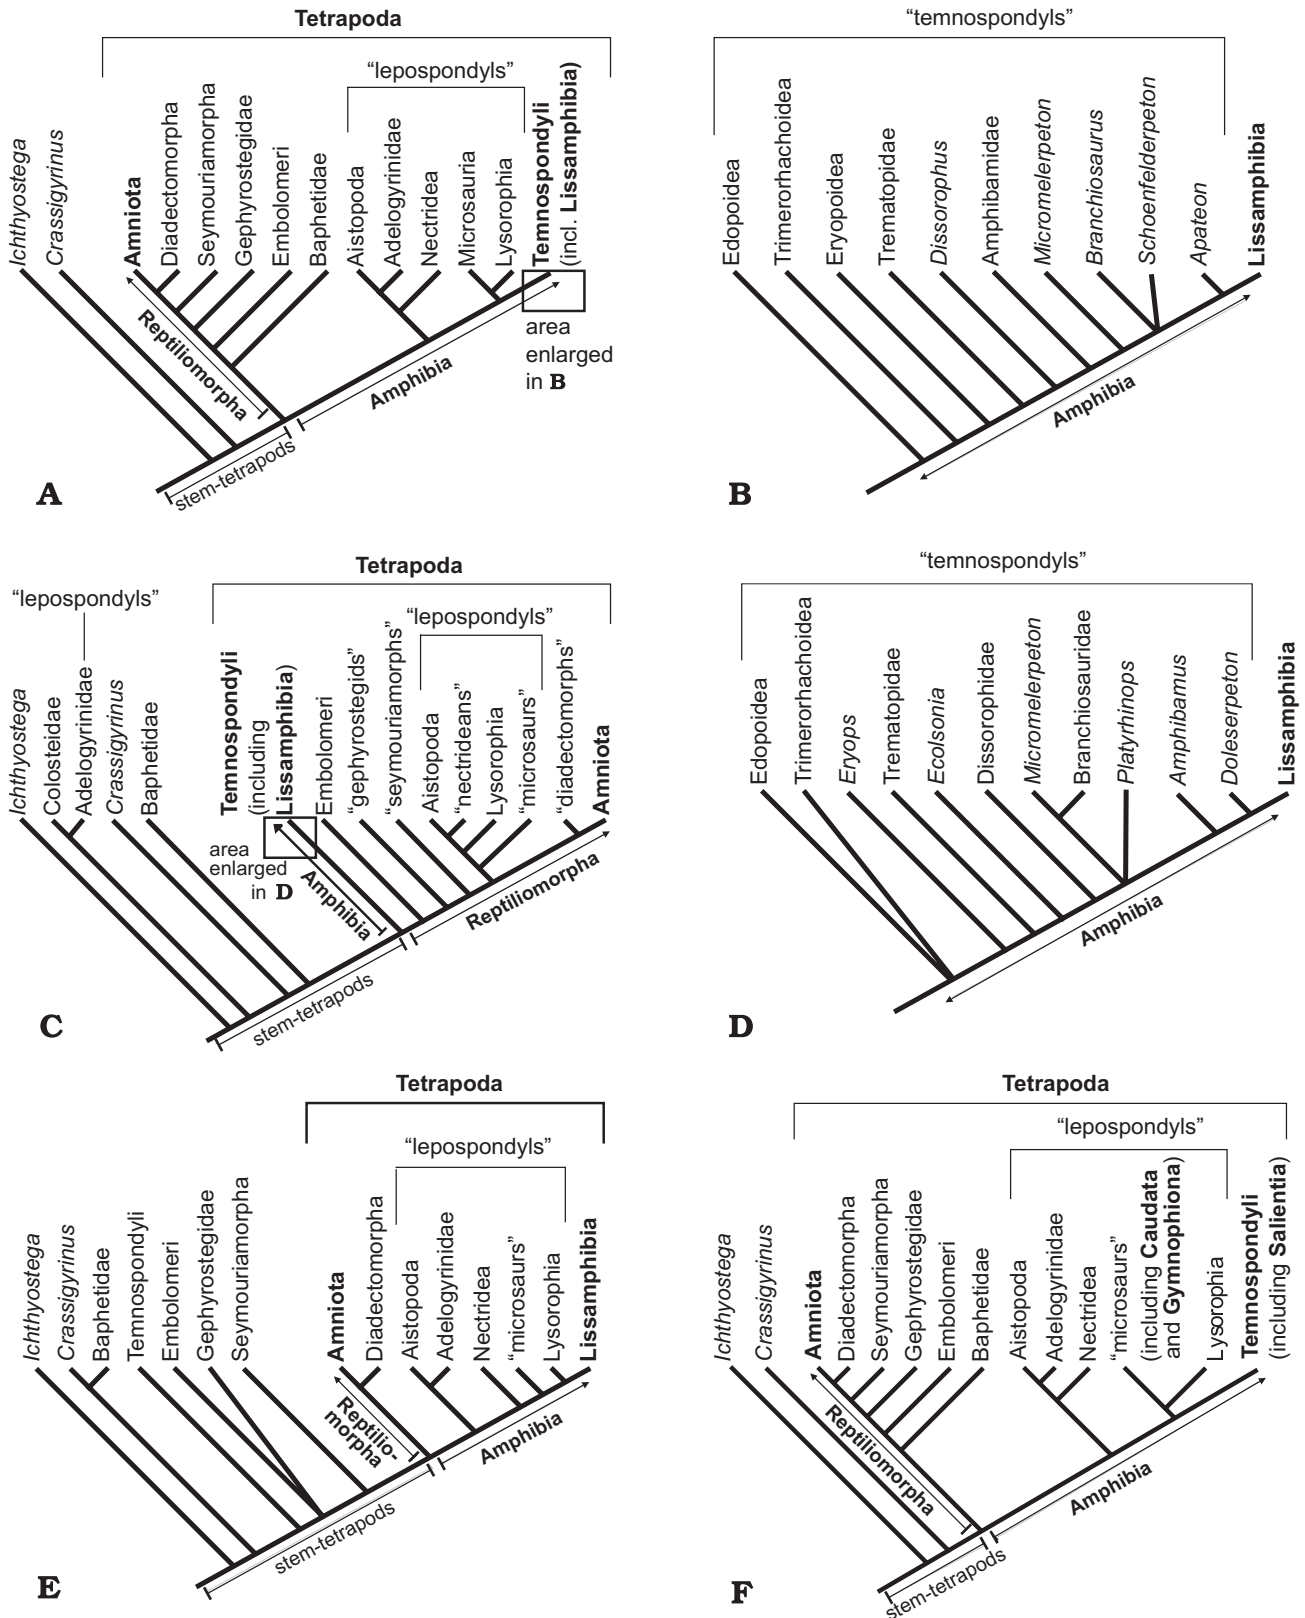 Tetrapoda
“lepospondyls”
Ichthyostega
Crassigyrinus
Amniota
Diadectomorpha
Seymouriamorpha
Gephyrostegidae
Embolomeri
Baphetidae
Aistopoda
Adelogyrinidae
Nectridea
Microsauria
Lysorophia
Temnospondyli
(incl. Lissamphibia)
Reptiliomorpha
Amphibia
area
enlarged
in B
stem-tetrapods
A
“temnospondyls”
Edopoidea
Trimerorhachoidea
Eryopoidea
Trematopidae
Dissorophus
Amphibamidae
Micromelerpeton
Branchiosaurus
Schoenfelderpeton
Apateon
Lissamphibia
Amphibia
B
Tetrapoda
“lepospondyls”
“lepospondyls”
Ichthyostega
Colosteidae
Adelogyrinidae
Crassigyrinus
Baphetidae
Temnospondyli
(including
Lissamphibia)
Embolomeri
“gephyrostegids”
“seymouriamorphs”
Aistopoda
“nectrideans”
Lysorophia
“microsaurs”
“diadectomorphs”
Amniota
area
enlarged
in D
Amphibia
Reptiliomorpha
stem-tetrapods
C
“temnospondyls”
Edopoidea
Trimerorhachoidea
Eryops
Trematopidae
Ecolsonia
Dissorophidae
Micromelerpeton
Branchiosauridae
Platyrhinops
Amphibamus
Doleserpeton
Lissamphibia
Amphibia
D
Tetrapoda
“lepospondyls”
Ichthyostega
Crassigyrinus
Baphetidae
Temnospondyli
Embolomeri
Gephyrostegidae
Seymouriamorpha
Amniota
Diadectomorpha
Aistopoda
Adelogyrinidae
Nectridea
“microsaurs”
Lysorophia
Lissamphibia
Reptilio-
morpha
Amphibia
stem-tetrapods
E
Tetrapoda
“lepospondyls”
Ichthyostega
Crassigyrinus
Amniota
Diadectomorpha
Seymouriamorpha
Gephyrostegidae
Embolomeri
Baphetidae
Aistopoda
Adelogyrinidae
Nectridea
“microsaurs”
(including Caudata
and Gymnophiona)
Lysorophia
Temnospondyli
(including Salientia)
Reptiliomorpha
Amphibia
stem-tetrapods
F